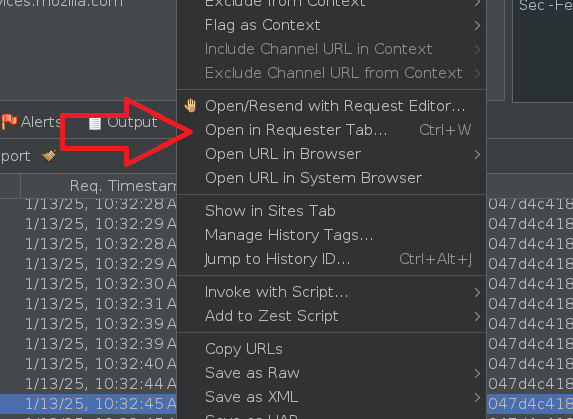 vices.mozilla.com
Exclude from Context
Sec-Fe
Flag as Context
Include Channel URL in Context
Exclude Channel URL from Context
Open/Resend with Request Editor...
Alerts
Output
Open in Requester Tab... Ctrl+W
port
Open URL in Browser
Open URL in System Browser
Req. Timestam
Show in Sites Tab
1/13/25, 10:32:28 A
047d4c418
1/13/25, 10:32:29 A
047d4c418
Manage History Tags...
1/13/25, 10:32:28 A
047d4c418
Jump to History ID... Ctrl+Alt+J
1/13/25, 10:32:29 A
047d4c418
1/13/25, 10:32:30 A
047d4c418
Invoke with Script...
1/13/25, 10:32:31 A
047d4c418
Add to Zest Script
1/13/25, 10:32:39 A
047d4c418
1/13/25, 10:32:39 A
047d4c418
Copy URLs
1/13/25, 10:32:40 A
047d4c418
Save as Raw
1/13/25, 10:32:44 A
047d4c418
Save as XML
1/13/25, 10:32:45 A
047d4c418
Save as HAR